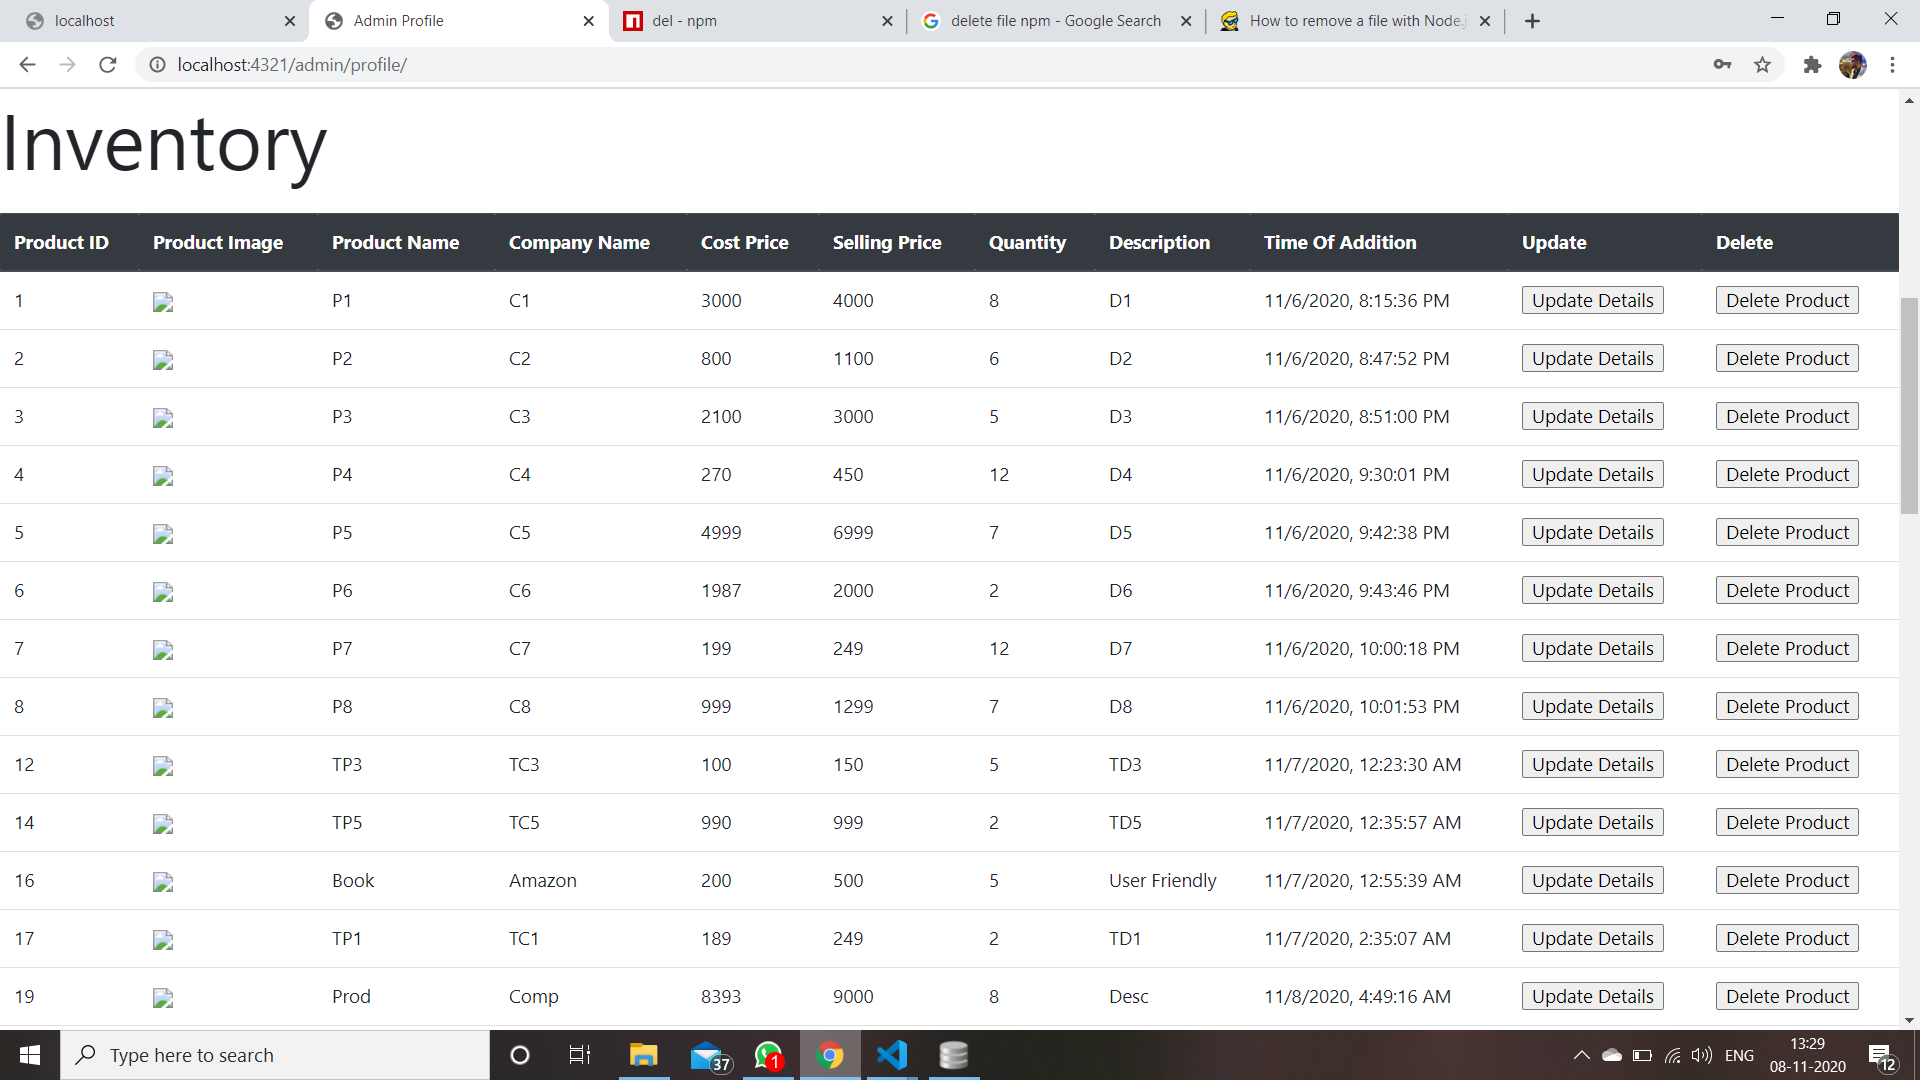 localhost
Admin Profile
del - npm
delete file npm - Google Search
How to remove a file with Node.j
localhost:4321/admin/profile/
Inventory
Product ID Product Image Product Name Company Name Cost Price Selling Price Quantity Description Time Of Addition Update Delete
1 P1 C1 3000 4000 8 D1 11/6/2020, 8:15:36 PM Update Details Delete Product
2 P2 C2 800 1100 6 D2 11/6/2020, 8:47:52 PM Update Details Delete Product
3 P3 C3 2100 3000 5 D3 11/6/2020, 8:51:00 PM Update Details Delete Product
4 P4 C4 270 450 12 D4 11/6/2020, 9:30:01 PM Update Details Delete Product
5 P5 C5 4999 6999 7 D5 11/6/2020, 9:42:38 PM Update Details Delete Product
6 P6 C6 1987 2000 2 D6 11/6/2020, 9:43:46 PM Update Details Delete Product
7 P7 C7 199 249 12 D7 11/6/2020, 10:00:18 PM Update Details Delete Product
8 P8 C8 999 1299 7 D8 11/6/2020, 10:01:53 PM Update Details Delete Product
12 TP3 TC3 100 150 5 TD3 11/7/2020, 12:23:30 AM Update Details Delete Product
14 TP5 TC5 990 999 2 TD5 11/7/2020, 12:35:57 AM Update Details Delete Product
16 Book Amazon 200 500 5 User Friendly 11/7/2020, 12:55:39 AM Update Details Delete Product
17 TP1 TC1 189 249 2 TD1 11/7/2020, 2:35:07 AM Update Details Delete Product
19 Prod Comp 8393 9000 8 Desc 11/8/2020, 4:49:16 AM Update Details Delete Product
Type here to search
37
1
ENG
13:29
08-11-2020
12